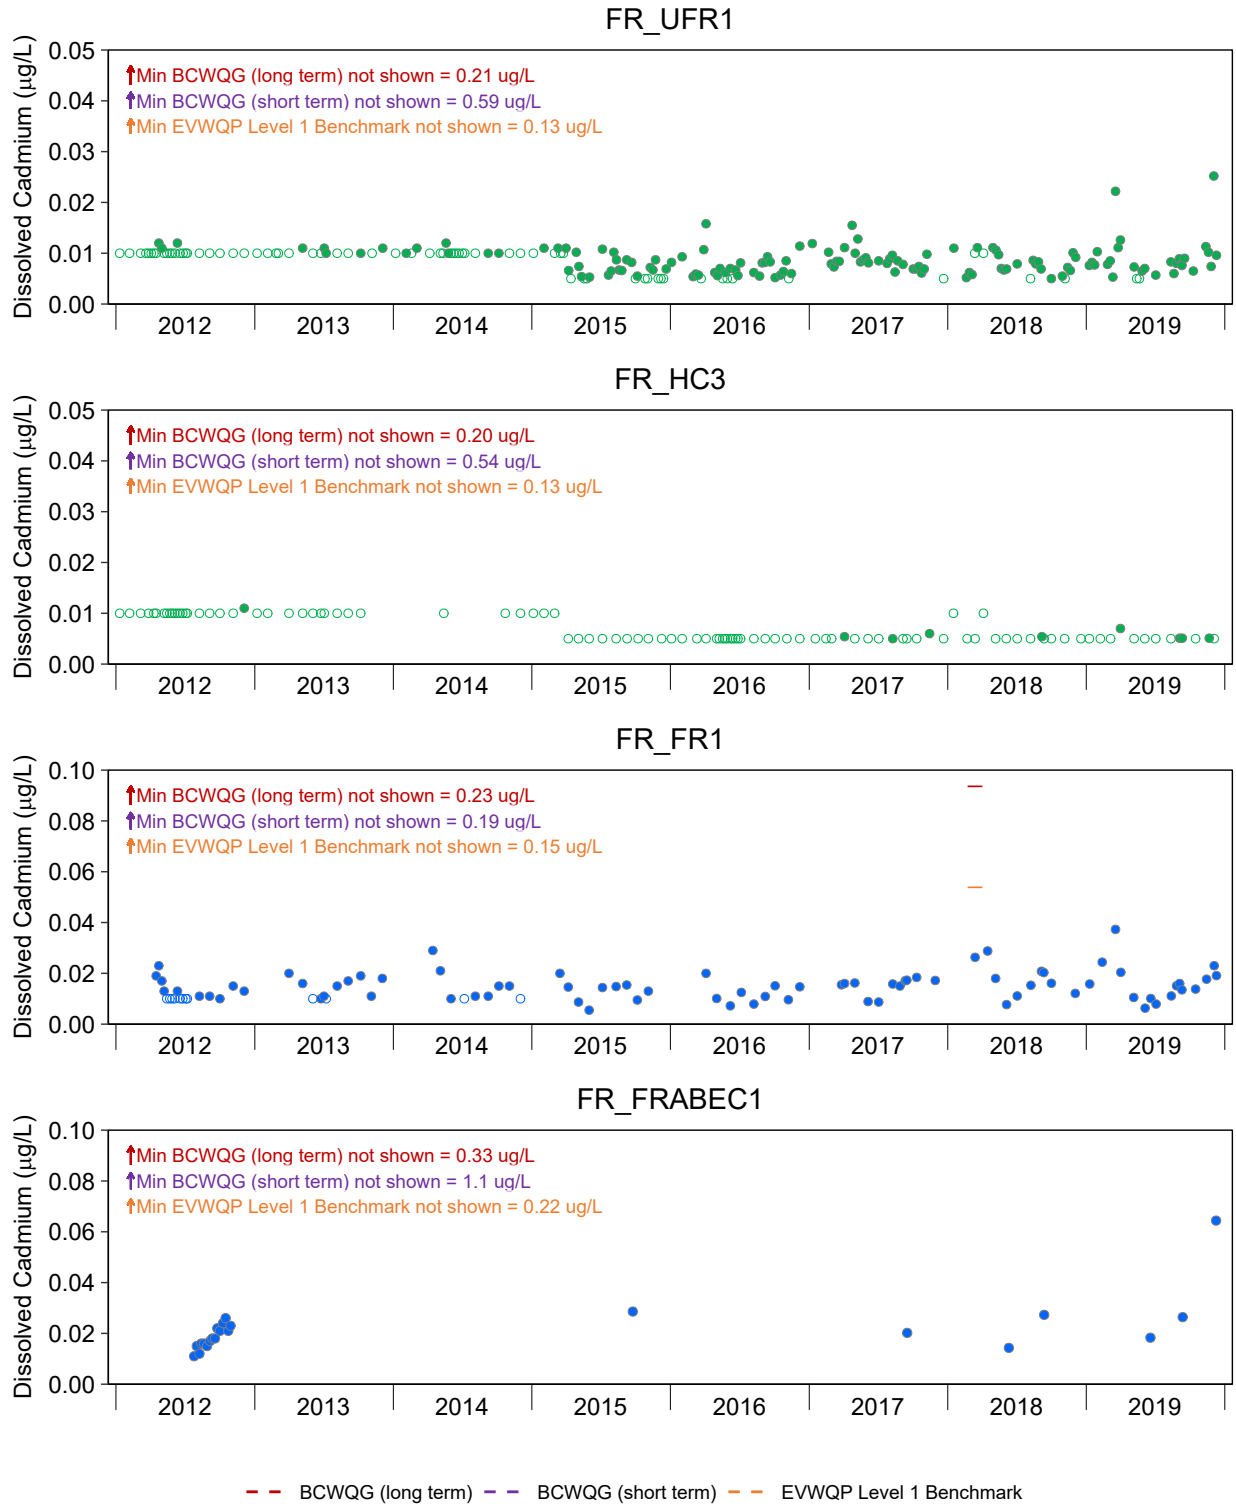 FR_UFR1
Dissolved Cadmium (µg/L)
0.05
0.04
0.03
0.02
0.01
0.00
Min BCWQG (long term) not shown = 0.21 ug/L
Min BCWQG (short term) not shown = 0.59 ug/L
Min EVWQP Level 1 Benchmark not shown = 0.13 ug/L
2012 2013 2014 2015 2016 2017 2018 2019
FR_HC3
Dissolved Cadmium (µg/L)
0.05
0.04
0.03
0.02
0.01
0.00
Min BCWQG (long term) not shown = 0.20 ug/L
Min BCWQG (short term) not shown = 0.54 ug/L
Min EVWQP Level 1 Benchmark not shown = 0.13 ug/L
2012 2013 2014 2015 2016 2017 2018 2019
FR_FR1
Dissolved Cadmium (µg/L)
0.10
0.08
0.06
0.04
0.02
0.00
Min BCWQG (long term) not shown = 0.23 ug/L
Min BCWQG (short term) not shown = 0.19 ug/L
Min EVWQP Level 1 Benchmark not shown = 0.15 ug/L
2012 2013 2014 2015 2016 2017 2018 2019
FR_FRABEC1
Dissolved Cadmium (µg/L)
0.10
0.08
0.06
0.04
0.02
0.00
Min BCWQG (long term) not shown = 0.33 ug/L
Min BCWQG (short term) not shown = 1.1 ug/L
Min EVWQP Level 1 Benchmark not shown = 0.22 ug/L
2012 2013 2014 2015 2016 2017 2018 2019
BCWQG (long term) BCWQG (short term) EVWQP Level 1 Benchmark